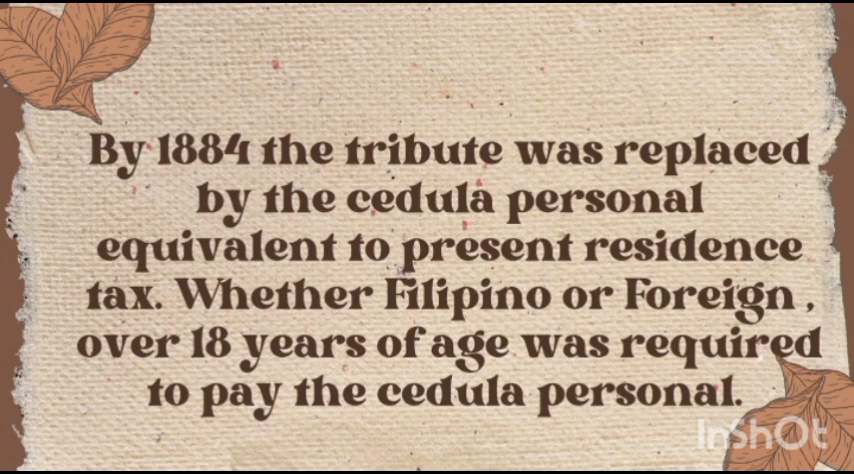 By 1884 the tribute was replaced
by the cedula personal
equivalent to present residence
tax. Whether Filipino or Foreign ,
over 18 years of age was required
to pay the cedula personal.
InShOt